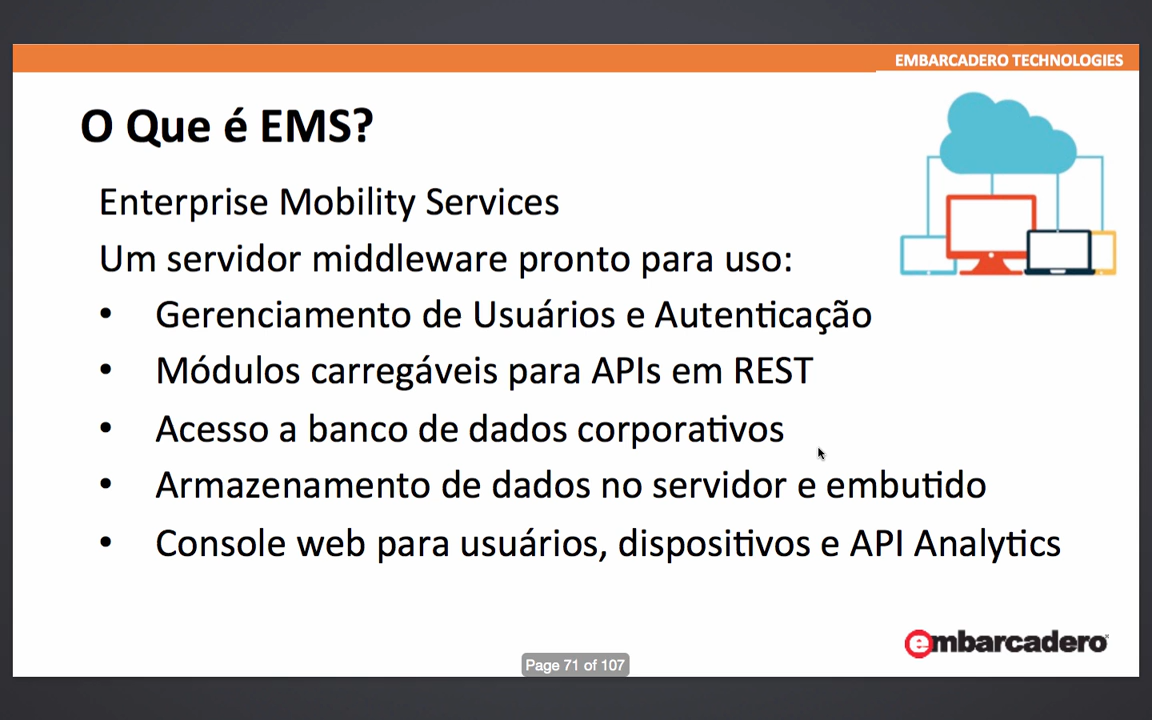 EMBARCADERO TECHNOLOGIES
O Que é EMS?
Enterprise Mobility Services
Um servidor middleware pronto para uso:
• Gerenciamento de Usuários e Autenticação
• Módulos carregáveis para APIs em REST
• Acesso a banco de dados corporativos
• Armazenamento de dados no servidor e embutido
• Console web para usuários, dispositivos e API Analytics
embarcadero
Page 71 of 107